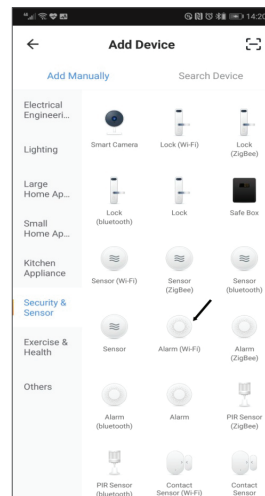 14:20
Add Device
Add Manually
Search Device
Electrical
Engineeri...
Lighting
Large
Home Ap...
Small
Home Ap...
Kitchen
Appliance
Security &
Sensor
Exercise &
Health
Others
Smart Camera
Lock (Wi-Fi)
Lock
(ZigBee)
Lock
(bluetooth)
Lock
Safe Box
Sensor (Wi-Fi)
Sensor
(ZigBee)
Sensor
(bluetooth)
Sensor
Alarm (Wi-Fi)
Alarm
(ZigBee)
Alarm
(bluetooth)
Alarm
PIR Sensor
(ZigBee)
PIR Sensor
(bluetooth)
Contact
Sensor (Wi-Fi)
Contact
Sensor